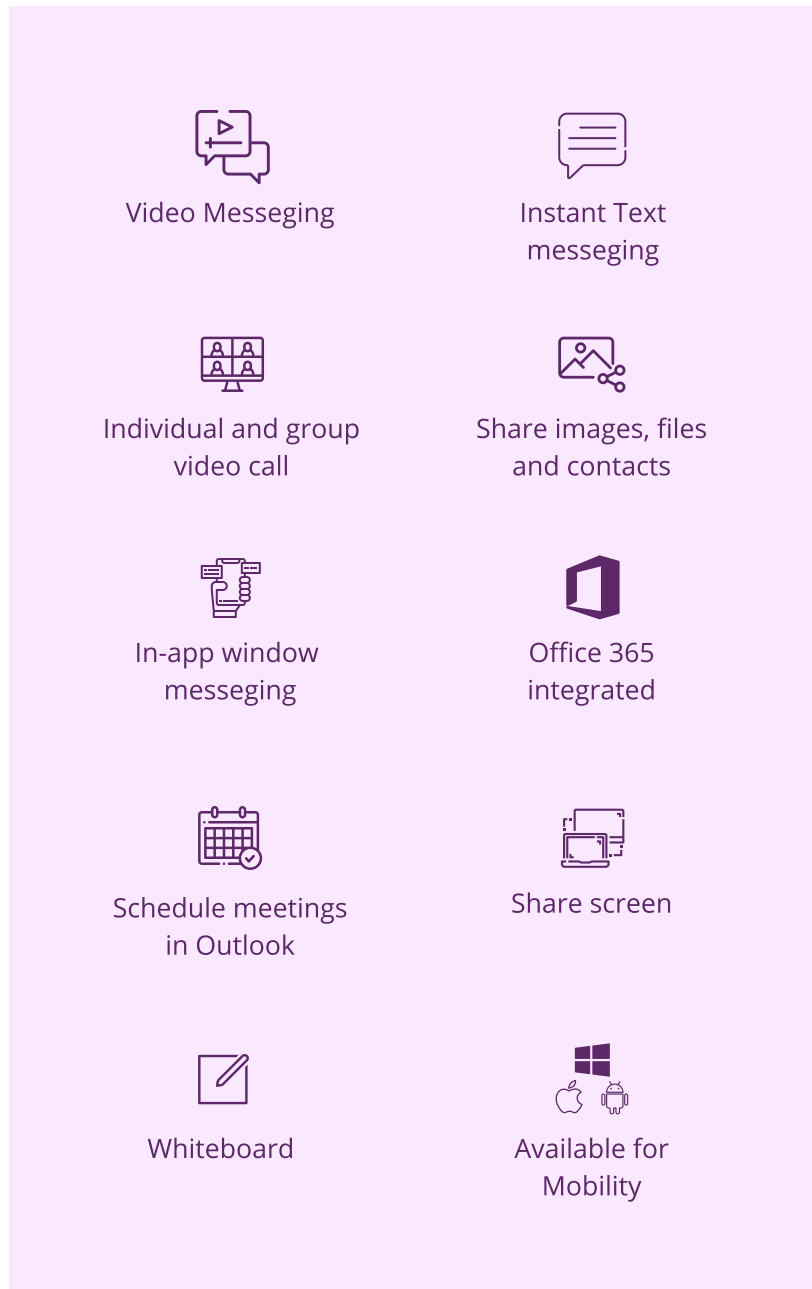 Video Messeging
Instant Text
messeging
Individual and group
video call
Share images, files
and contacts
In-app window
messeging
Office 365
integrated
Schedule meetings
in Outlook
Share screen
Whiteboard
Available for
Mobility